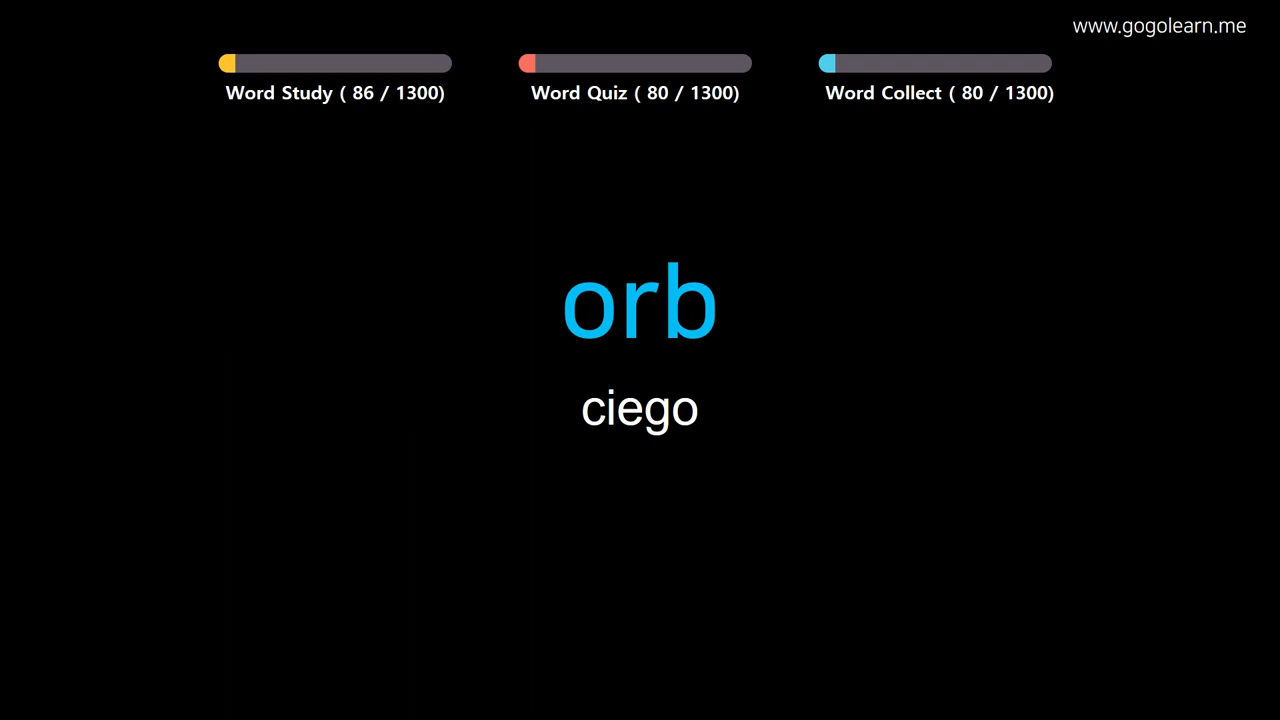 www.gogolearn.me
Word Study ( 86 / 1300)
Word Quiz ( 80 / 1300)
Word Collect ( 80 / 1300)
orb
ciego